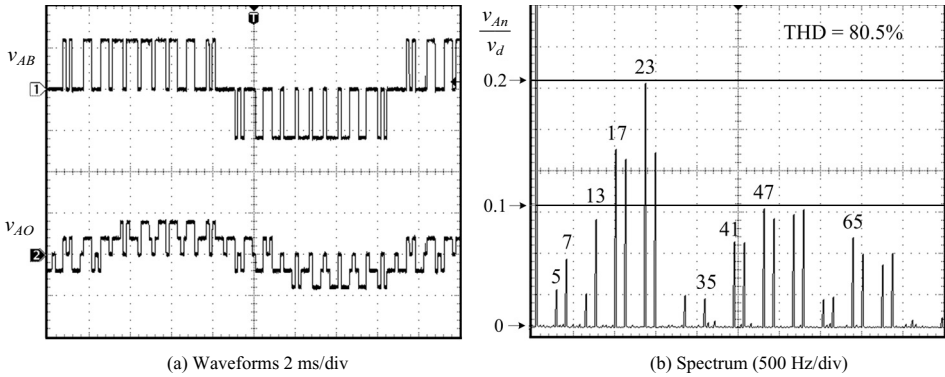 v_AB
T
1
v_AO
2
(a) Waveforms 2 ms/div
v_An
v_d
THD = 80.5%
0.2
0.1
0
5
7
13
17
23
35
41
47
65
(b) Spectrum (500 Hz/div)